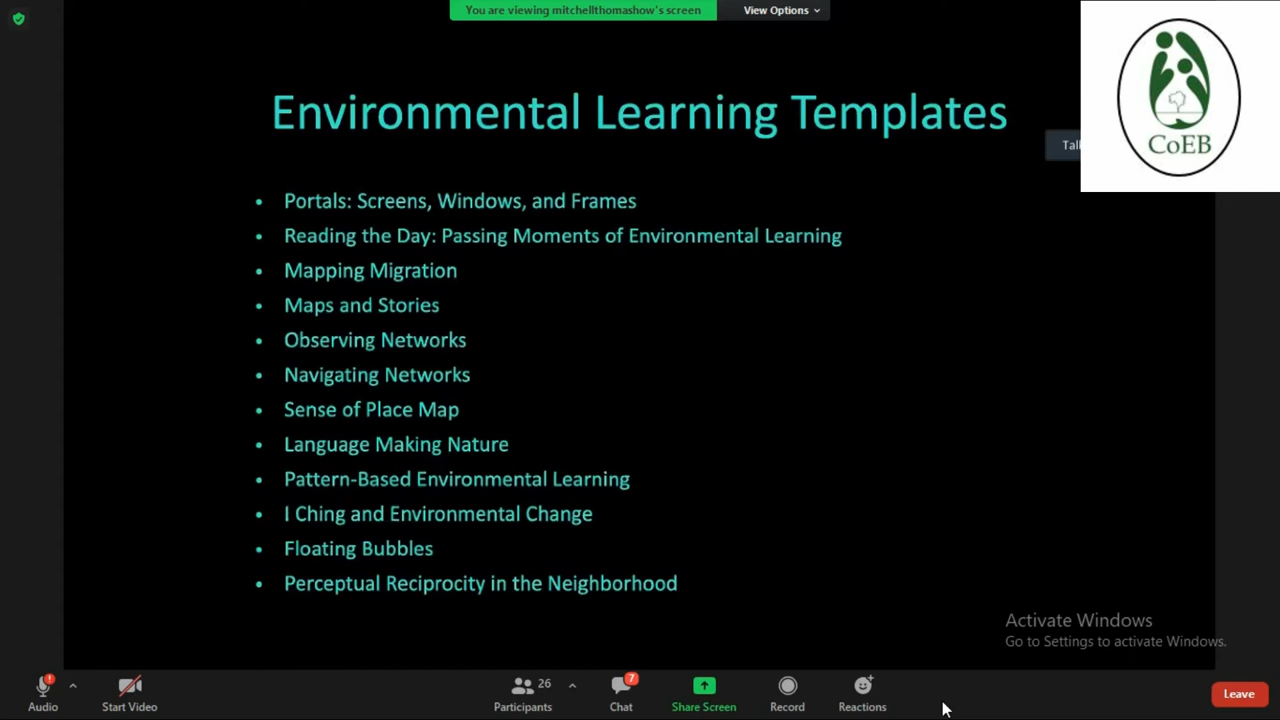 You are viewing mitchellthomashow's screen
View Options
Environmental Learning Templates
CoEB
• Portals: Screens, Windows, and Frames
• Reading the Day: Passing Moments of Environmental Learning
• Mapping Migration
• Maps and Stories
• Observing Networks
• Navigating Networks
• Sense of Place Map
• Language Making Nature
• Pattern-Based Environmental Learning
• I Ching and Environmental Change
• Floating Bubbles
• Perceptual Reciprocity in the Neighborhood
Activate Windows
Go to Settings to activate Windows.
26
7
Audio
Start Video
Participants
Chat
Share Screen
Record
Reactions
Leave